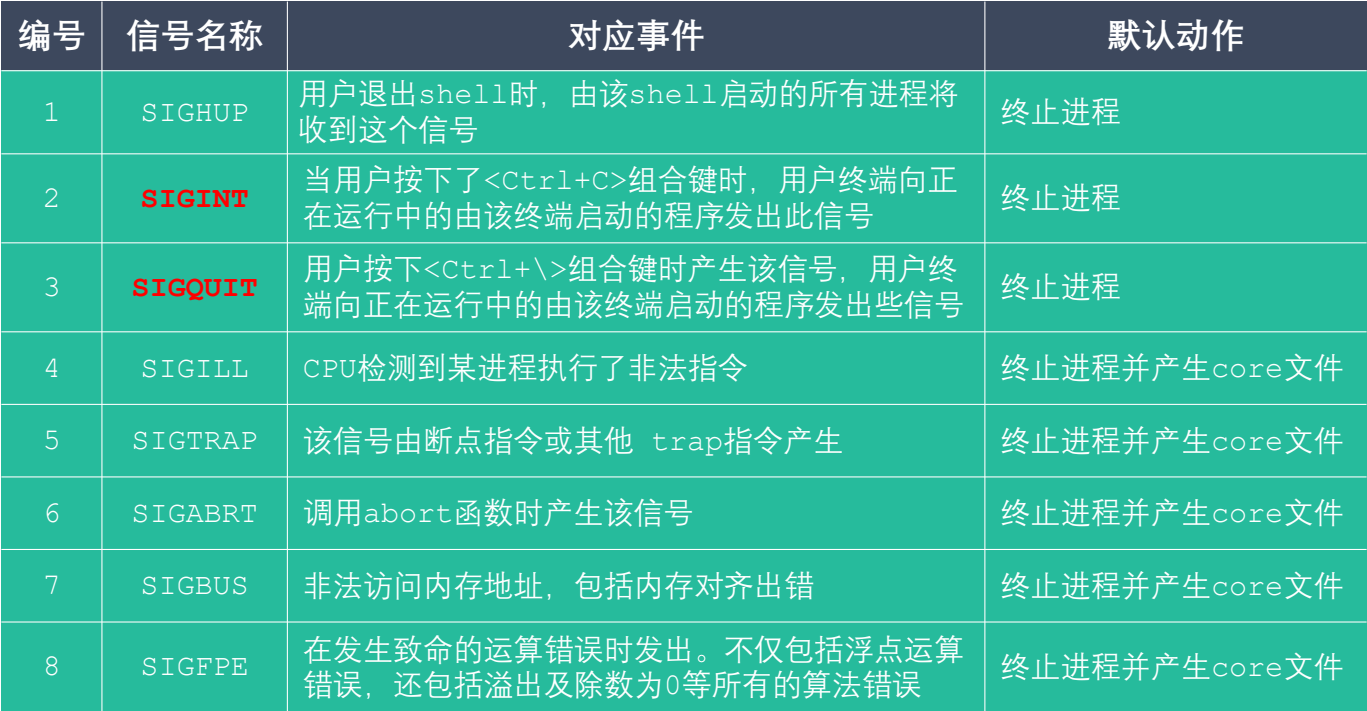 编号 信号名称 对应事件 默认动作
1 SIGHUP 用户退出shell时，由该shell启动的所有进程将
收到这个信号 终止进程
2 SIGINT 当用户按下了<Ctrl+C>组合键时，用户终端向正
在运行中的由该终端启动的程序发出此信号 终止进程
3 SIGQUIT 用户按下<Ctrl+\>组合键时产生该信号，用户终
端向正在运行中的由该终端启动的程序发出些信号 终止进程
4 SIGILL CPU检测到某进程执行了非法指令 终止进程并产生core文件
5 SIGTRAP 该信号由断点指令或其他 trap指令产生 终止进程并产生core文件
6 SIGABRT 调用abort函数时产生该信号 终止进程并产生core文件
7 SIGBUS 非法访问内存地址，包括内存对齐出错 终止进程并产生core文件
8 SIGFPE 在发生致命的运算错误时发出。不仅包括浮点运算
错误，还包括溢出及除数为0等所有的算法错误 终止进程并产生core文件